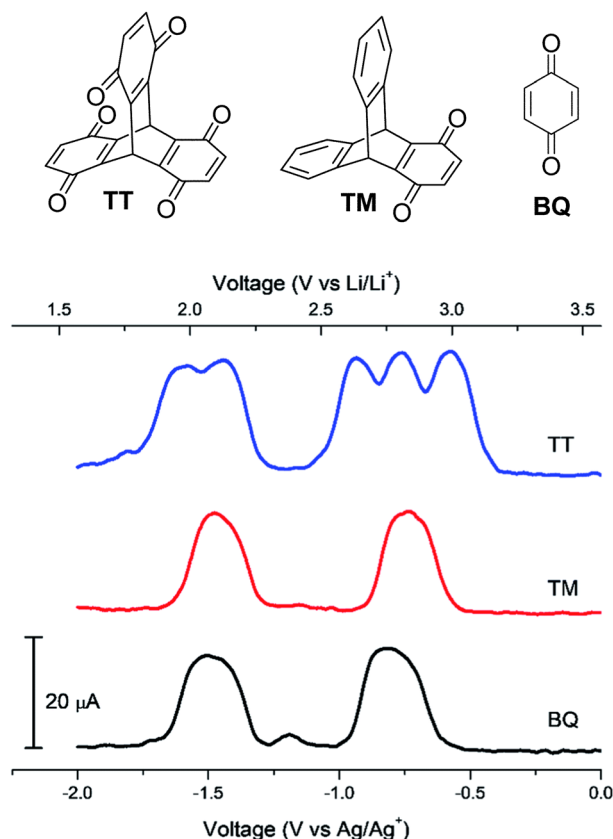 O
O O
O O
O O
O O
TT TM BQ
Voltage (V vs Li/Li⁺)
1.5 2.0 2.5 3.0 3.5
TT
TM
20 μA
BQ
-2.0 -1.5 -1.0 -0.5 0.0
Voltage (V vs Ag/Ag⁺)